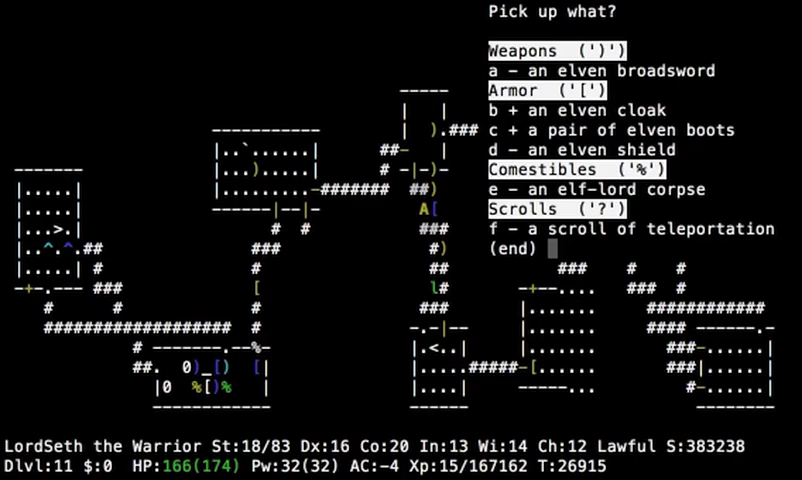 Pick up what?
Weapons (')')
a - an elven broadsword
Armor ('[')
b + an elven cloak
c + a pair of elven boots
d - an elven shield
Comestibles ('%')
e - an elf-lord corpse
Scrolls ('?')
f - a scroll of teleportation
(end)
LordSeth the Warrior St:18/83 Dx:16 Co:20 In:13 Wi:14 Ch:12 Lawful S:383238
Dlvl:11 $:0 HP:166(174) Pw:32(32) AC:-4 Xp:15/167162 T:26915